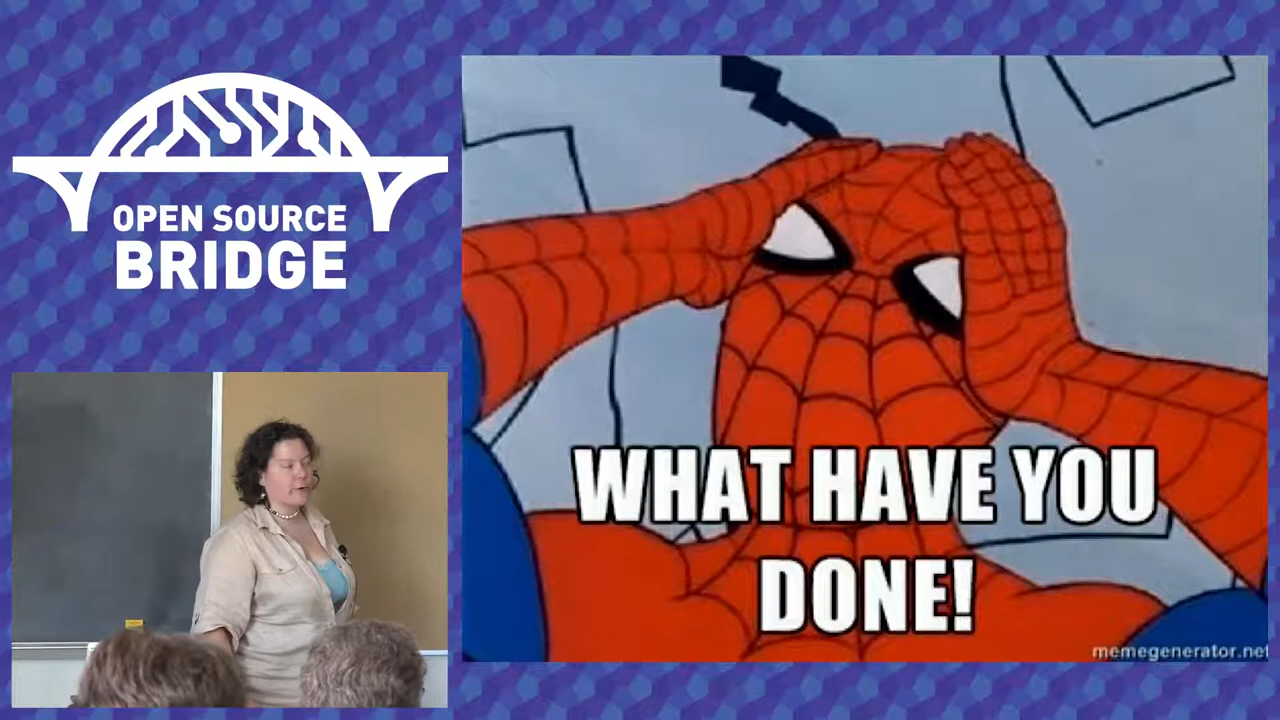 OPEN SOURCE
BRIDGE
WHAT HAVE YOU
DONE!
memegenerator.net